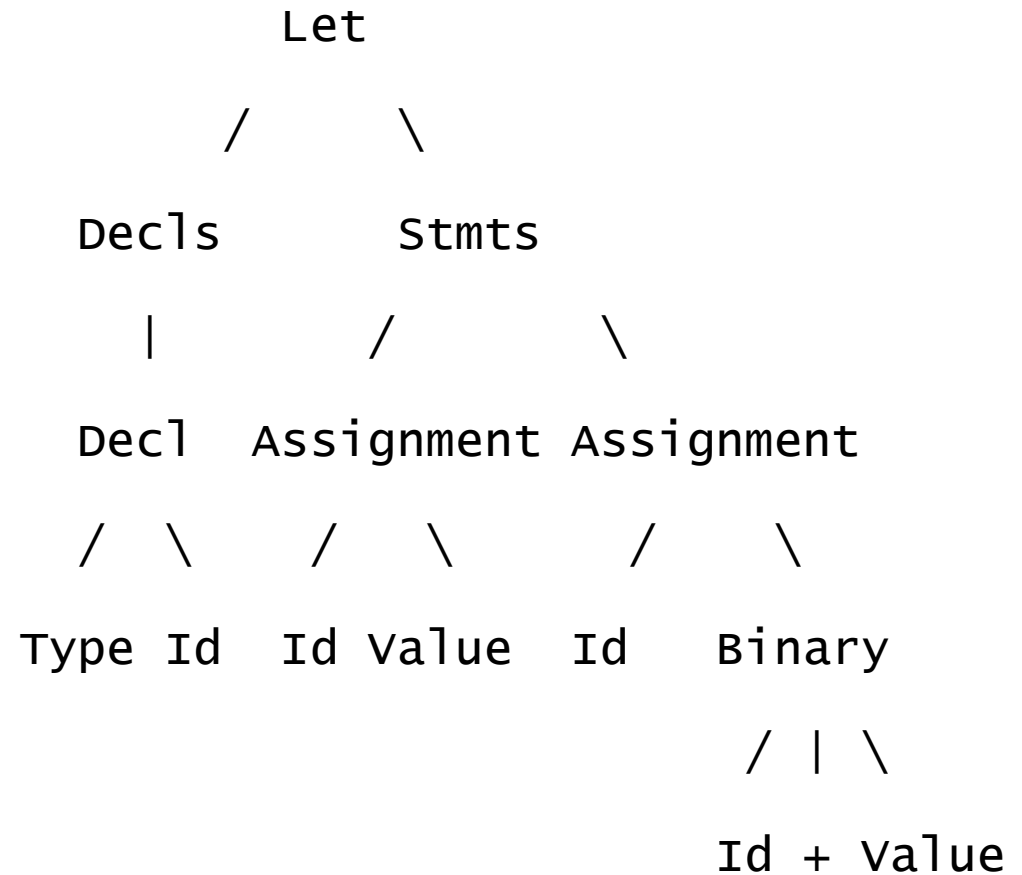 Let
/ \
Decls Stmts
| / \
Decl Assignment Assignment
/ \ / \ / \
Type Id Id Value Id Binary
/ | \
Id + Value